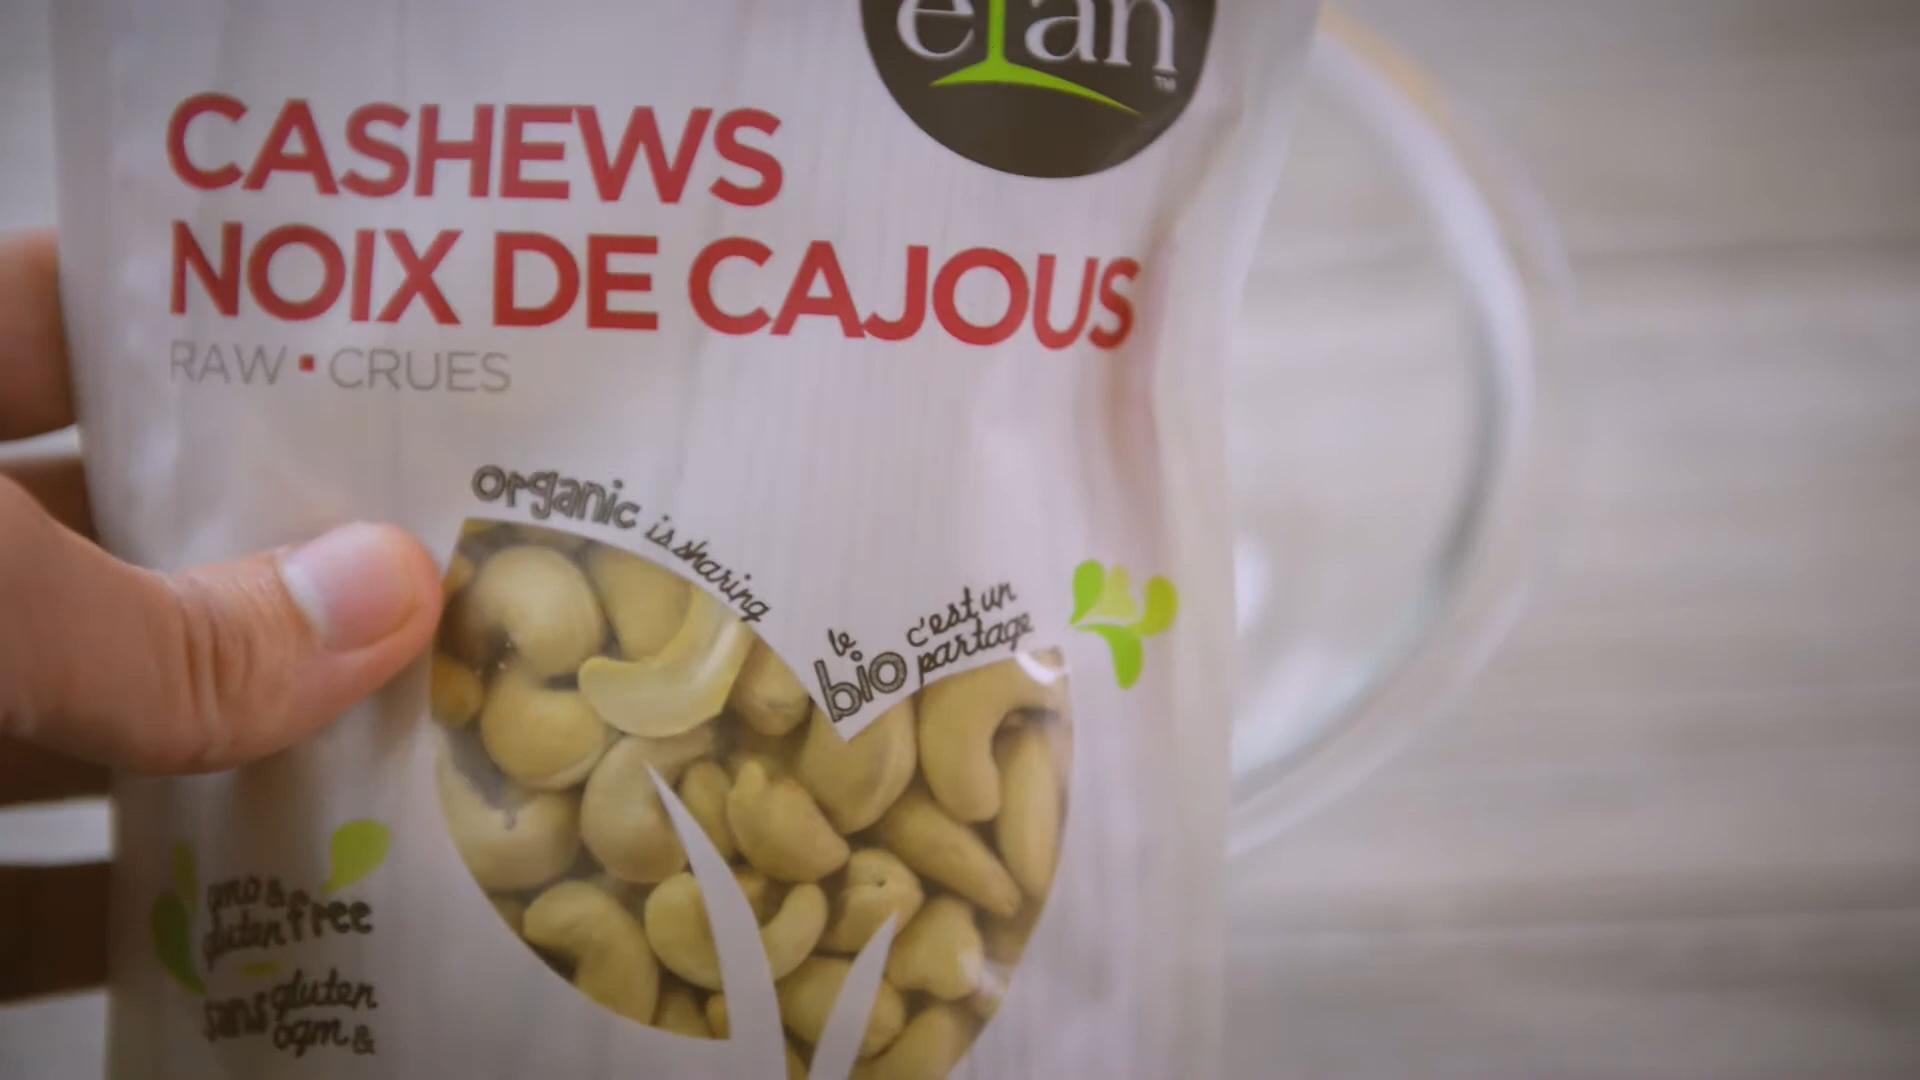 elan
TM
CASHEWS
NOIX DE CAJOUS
RAW ▪ CRUES
organic is sharing
le bio c'est un partage
gmo & gluten free
sans gluten ogm &